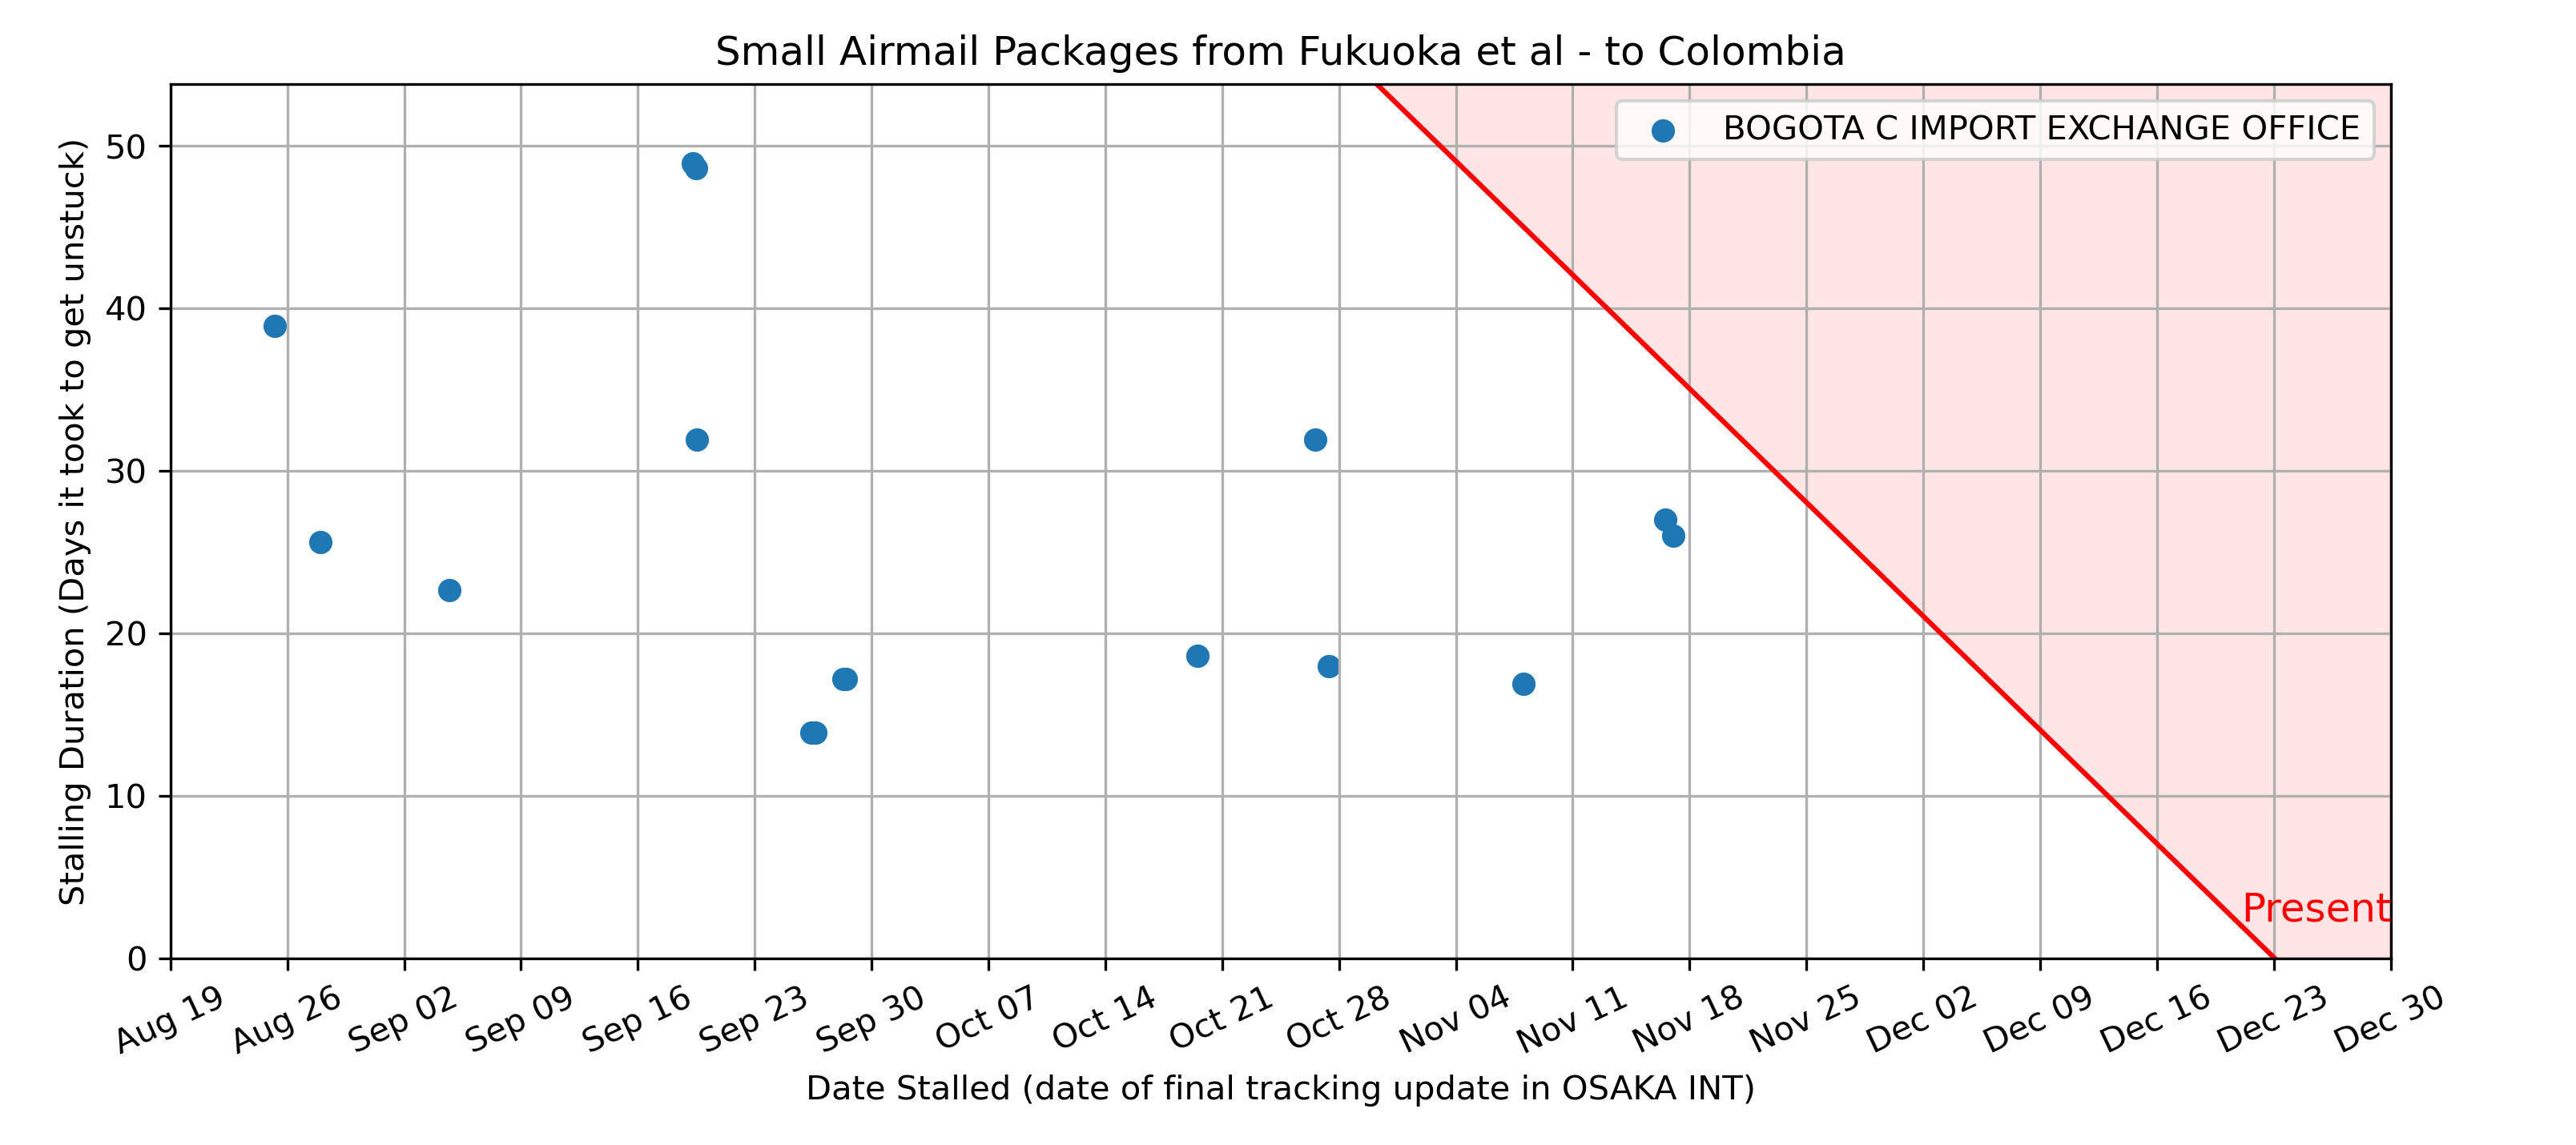 Small Airmail Packages from Fukuoka et al - to Colombia
BOGOTA C IMPORT EXCHANGE OFFICE
Stalling Duration (Days it took to get unstuck)
50
40
30
20
10
0
Present
Aug 19
Aug 26
Sep 02
Sep 09
Sep 16
Sep 23
Sep 30
Oct 07
Oct 14
Oct 21
Oct 28
Nov 04
Nov 11
Nov 18
Nov 25
Dec 02
Dec 09
Dec 16
Dec 23
Dec 30
Date Stalled (date of final tracking update in OSAKA INT)